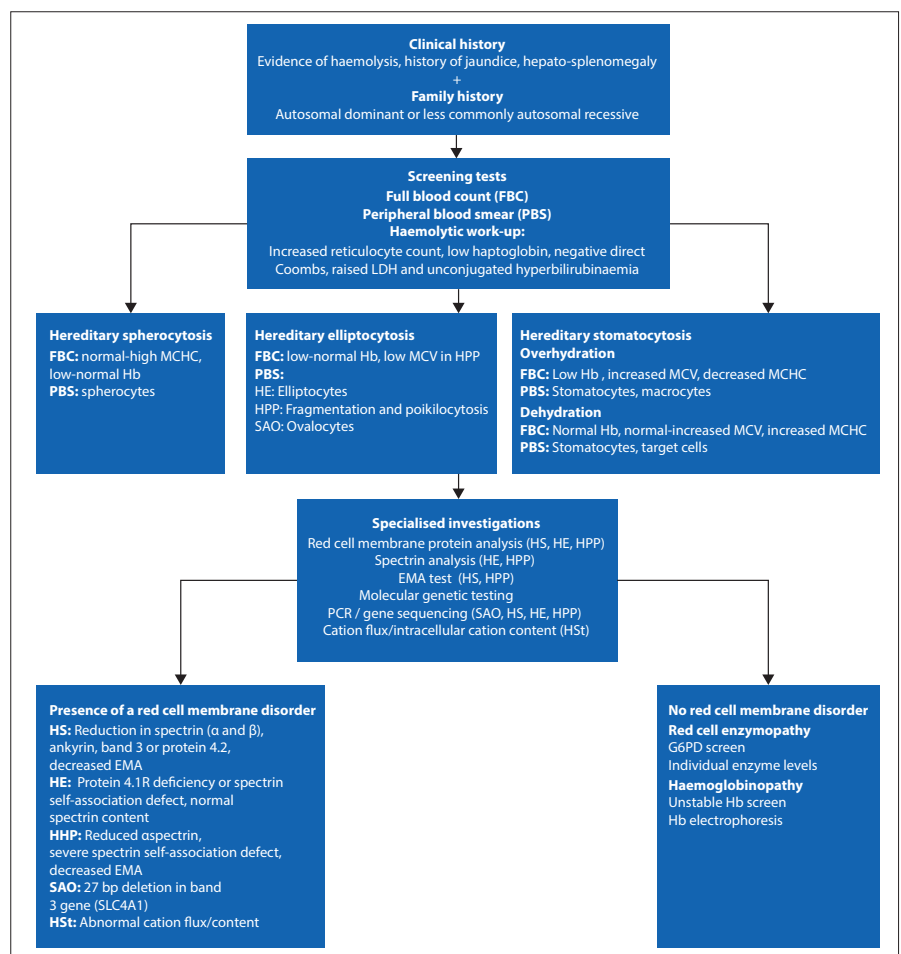 Clinical history
Evidence of haemolysis, history of jaundice, hepato-splenomegaly
+
Family history
Autosomal dominant or less commonly autosomal recessive
Screening tests
Full blood count (FBC)
Peripheral blood smear (PBS)
Haemolytic work-up:
Increased reticulocyte count, low haptoglobin, negative direct
Coombs, raised LDH and unconjugated hyperbilirubinaemia
Hereditary spherocytosis
FBC: normal-high MCHC,
low-normal Hb
PBS: spherocytes
Hereditary elliptocytosis
FBC: low-normal Hb, low MCV in HPP
PBS:
HE: Elliptocytes
HPP: Fragmentation and poikilocytosis
SAO: Ovalocytes
Hereditary stomatocytosis
Overhydration
FBC: Low Hb , increased MCV, decreased MCHC
PBS: Stomatocytes, macrocytes
Dehydration
FBC: Normal Hb, normal-increased MCV, increased MCHC
PBS: Stomatocytes, target cells
Specialised investigations
Red cell membrane protein analysis (HS, HE, HPP)
Spectrin analysis (HE, HPP)
EMA test (HS, HPP)
Molecular genetic testing
PCR / gene sequencing (SAO, HS, HE, HPP)
Cation flux/intracellular cation content (HSt)
Presence of a red cell membrane disorder
HS: Reduction in spectrin (α and β),
ankyrin, band 3 or protein 4.2,
decreased EMA
HE: Protein 4.1R deficiency or spectrin
self-association defect, normal
spectrin content
HHP: Reduced αspectrin,
severe spectrin self-association defect,
decreased EMA
SAO: 27 bp deletion in band
3 gene (SLC4A1)
HSt: Abnormal cation flux/content
No red cell membrane disorder
Red cell enzymopathy
G6PD screen
Individual enzyme levels
Haemoglobinopathy
Unstable Hb screen
Hb electrophoresis